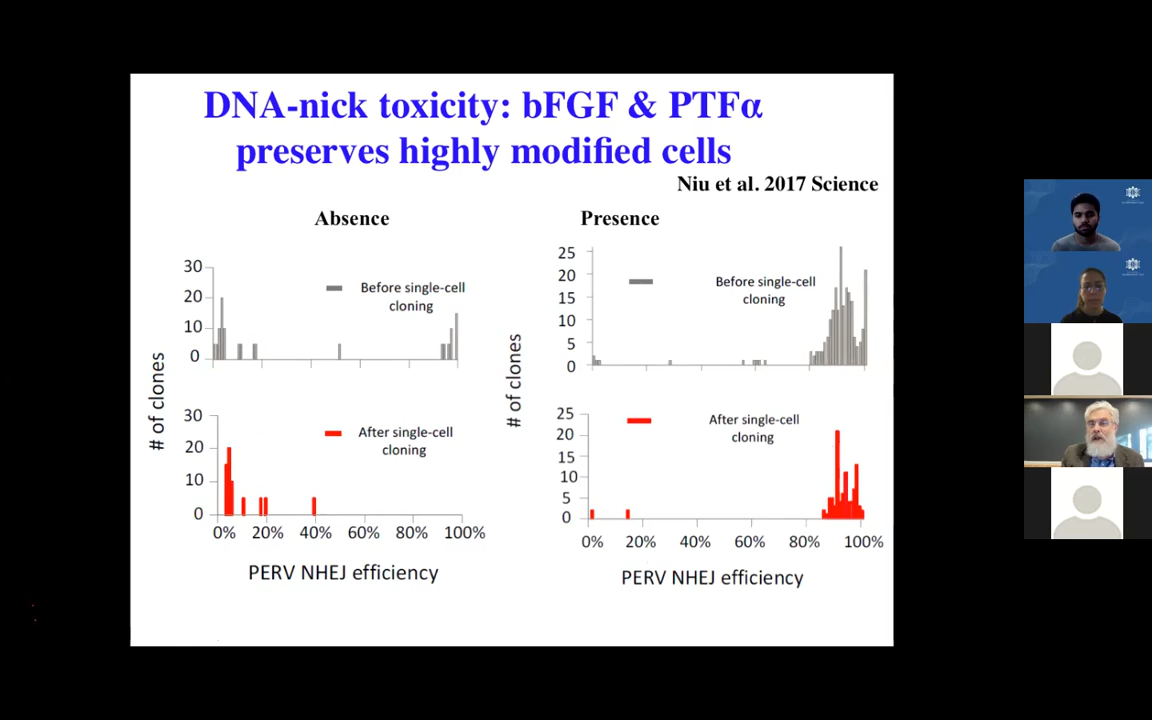 DNA-nick toxicity: bFGF & PTFα
preserves highly modified cells
Niu et al. 2017 Science
Absence
Presence
30
20
10
0
Before single-cell
cloning
# of clones
30
20
10
0
After single-cell
cloning
0% 20% 40% 60% 80% 100%
PERV NHEJ efficiency
25
20
15
10
5
0
Before single-cell
cloning
# of clones
25
20
15
10
5
0
After single-cell
cloning
0% 20% 40% 60% 80% 100%
PERV NHEJ efficiency